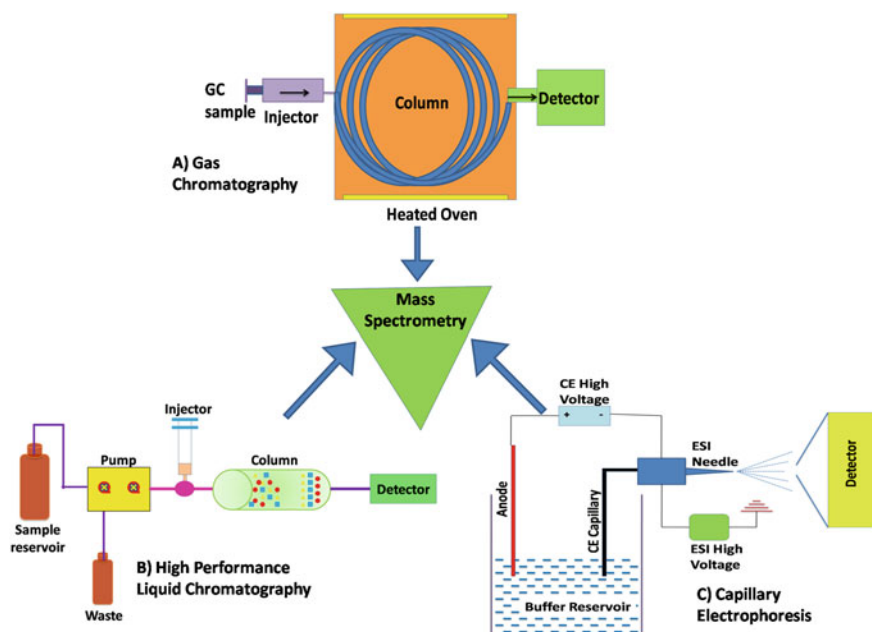 GC
sample
Injector
Column
Detector
A) Gas
Chromatography
Heated Oven
Mass
Spectrometry
Injector
Pump
Column
Detector
Sample
reservoir
Waste
B) High Performance
Liquid Chromatography
CE High
Voltage
+ -
ESI
Needle
Detector
Anode
CE Capillary
ESI High
Voltage
Buffer Reservoir
C) Capillary
Electrophoresis